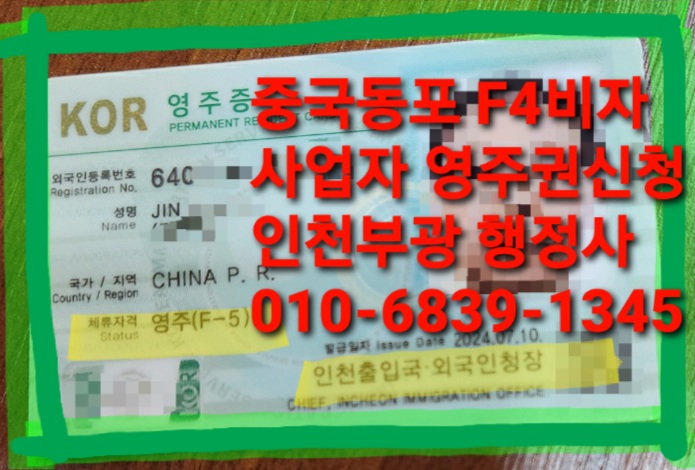 KOR 영주증
PERMANENT RE
중국동포 F4비자
외국인등록번호 640
Registration No.
사업자 영주권신청
성명 JIN
Name
인천부광 행정사
국가 / 지역 CHINA P. R.
Country / Region
010-6839-1345
체류자격 영주(F-5)
Status
발급일자 Issue Date 2024.07.10.
인천출입국·외국인청장
CHIEF, INCHEON IMMIGRATION OFFICE
KOR